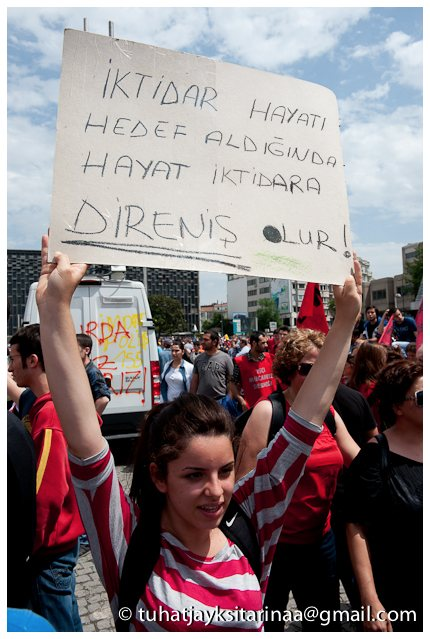 İKTİDAR HAYATI
HEDEF ALDIĞINDA
HAYAT İKTİDARA
DİRENİŞ OLUR!
© tuhatjayksitarinaa@gmail.com